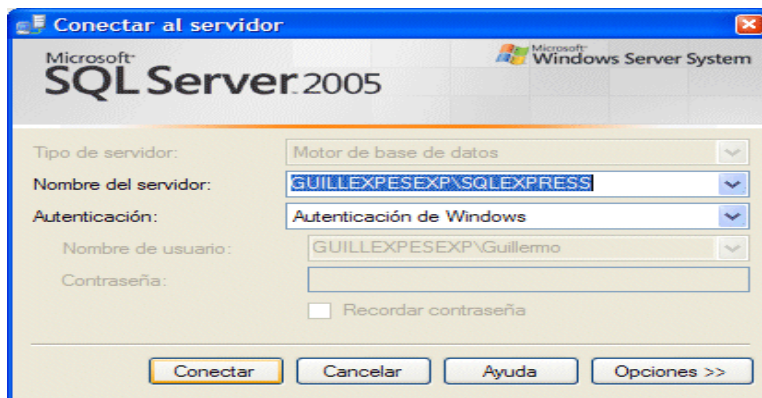 Conectar al servidor
Microsoft
SQL Server 2005
Microsoft
Windows Server System
Tipo de servidor: Motor de base de datos
Nombre del servidor: GUILLEXPESEXP\SQLEXPRESS
Autenticación: Autenticación de Windows
Nombre de usuario: GUILLEXPESEXP\Guillermo
Contraseña:
Recordar contraseña
Conectar Cancelar Ayuda Opciones >>